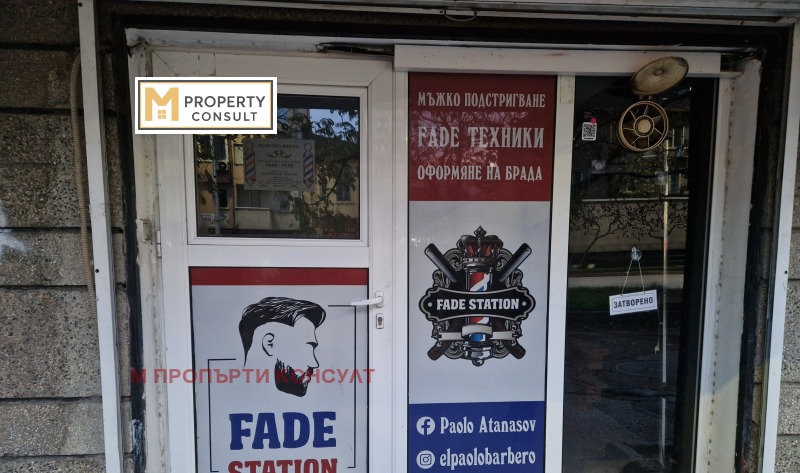 M PROPERTY
CONSULT
МЪЖКО ПОДСТРИГВАНЕ
FADE ТЕХНИКИ
ОФОРМЯНЕ НА БРАДА
FADE STATION
ЗАТВОРЕНО
М ПРОПЪРТИ КОНСУЛТ
FADE
STATION
Paolo Atanasov
elpaolobarbero